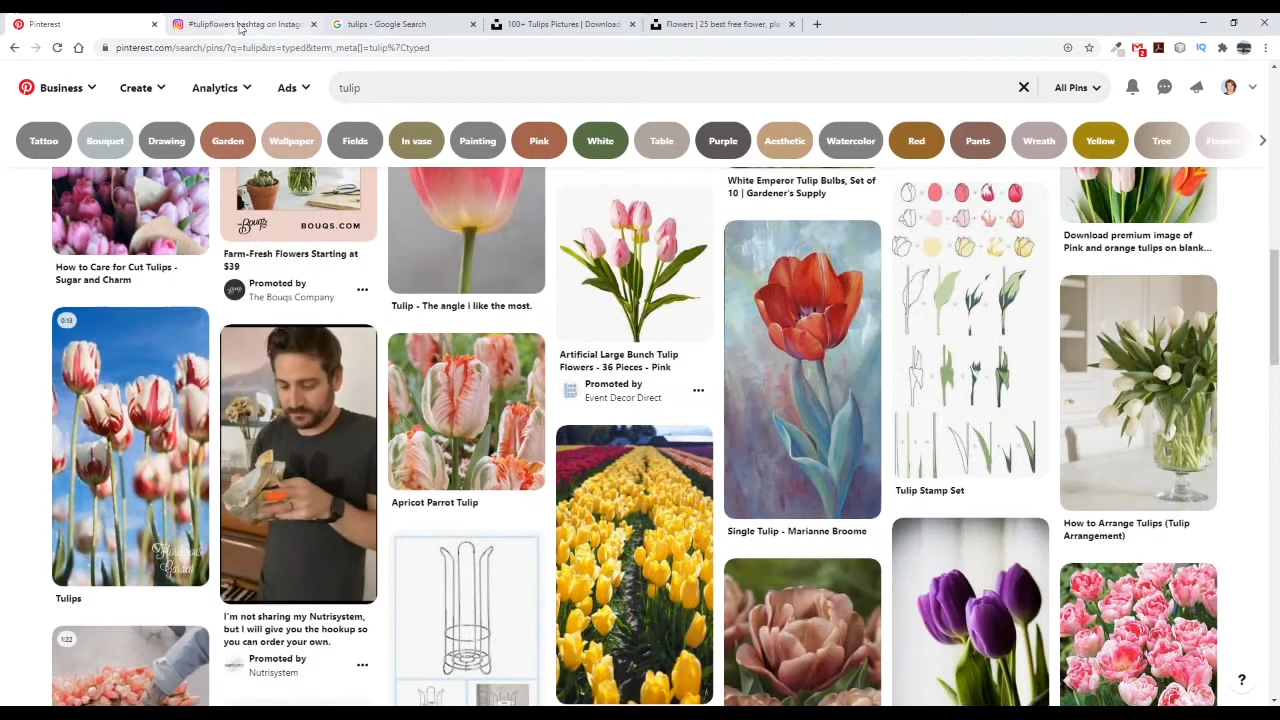 Pinterest
#tulipflowers hashtag on Instag
tulips - Google Search
100+ Tulips Pictures | Download
Flowers | 25 best free flower, pla
pinterest.com/search/pins/?q=tulip&rs=typed&term_meta[]=tulip%7Ctyped
Business
Create
Analytics
Ads
tulip
All Pins
Tattoo
Bouquet
Drawing
Garden
Wallpaper
Fields
In vase
Painting
Pink
White
Table
Purple
Aesthetic
Watercolor
Red
Pants
Wreath
Yellow
Tree
Flowers
How to Care for Cut Tulips -
Sugar and Charm
0:13
Tulips
1:22
BOUQS.COM
Farm-Fresh Flowers Starting at
$39
Promoted by
The Bouqs Company
I'm not sharing my Nutrisystem,
but I will give you the hookup so
you can order your own.
Promoted by
Nutrisystem
Tulip - The angle i like the most.
Apricot Parrot Tulip
Artificial Large Bunch Tulip
Flowers - 36 Pieces - Pink
Promoted by
Event Decor Direct
White Emperor Tulip Bulbs, Set of
10 | Gardener's Supply
Single Tulip - Marianne Broome
Tulip Stamp Set
Download premium image of
Pink and orange tulips on blank...
How to Arrange Tulips (Tulip
Arrangement)
?